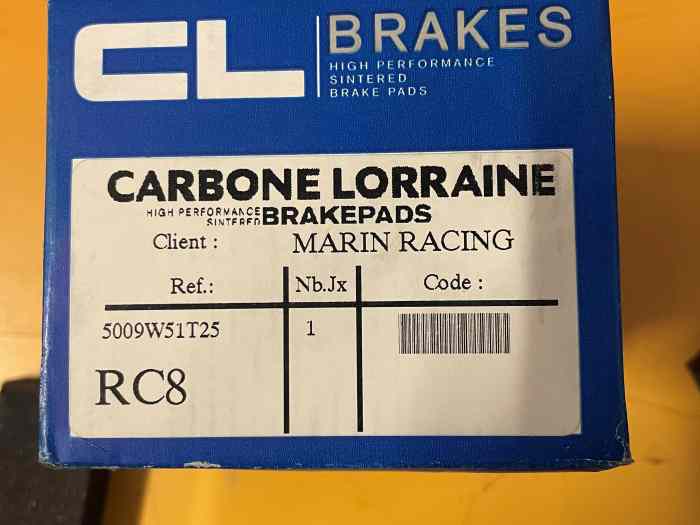 CL BRAKES
HIGH PERFORMANCE
SINTERED
BRAKE PADS
CARBONE LORRAINE
HIGH PERFORMANCE
SINTERED BRAKEPADS
Client : MARIN RACING
Ref.: Nb.Jx Code :
5009W51T25 1
RC8